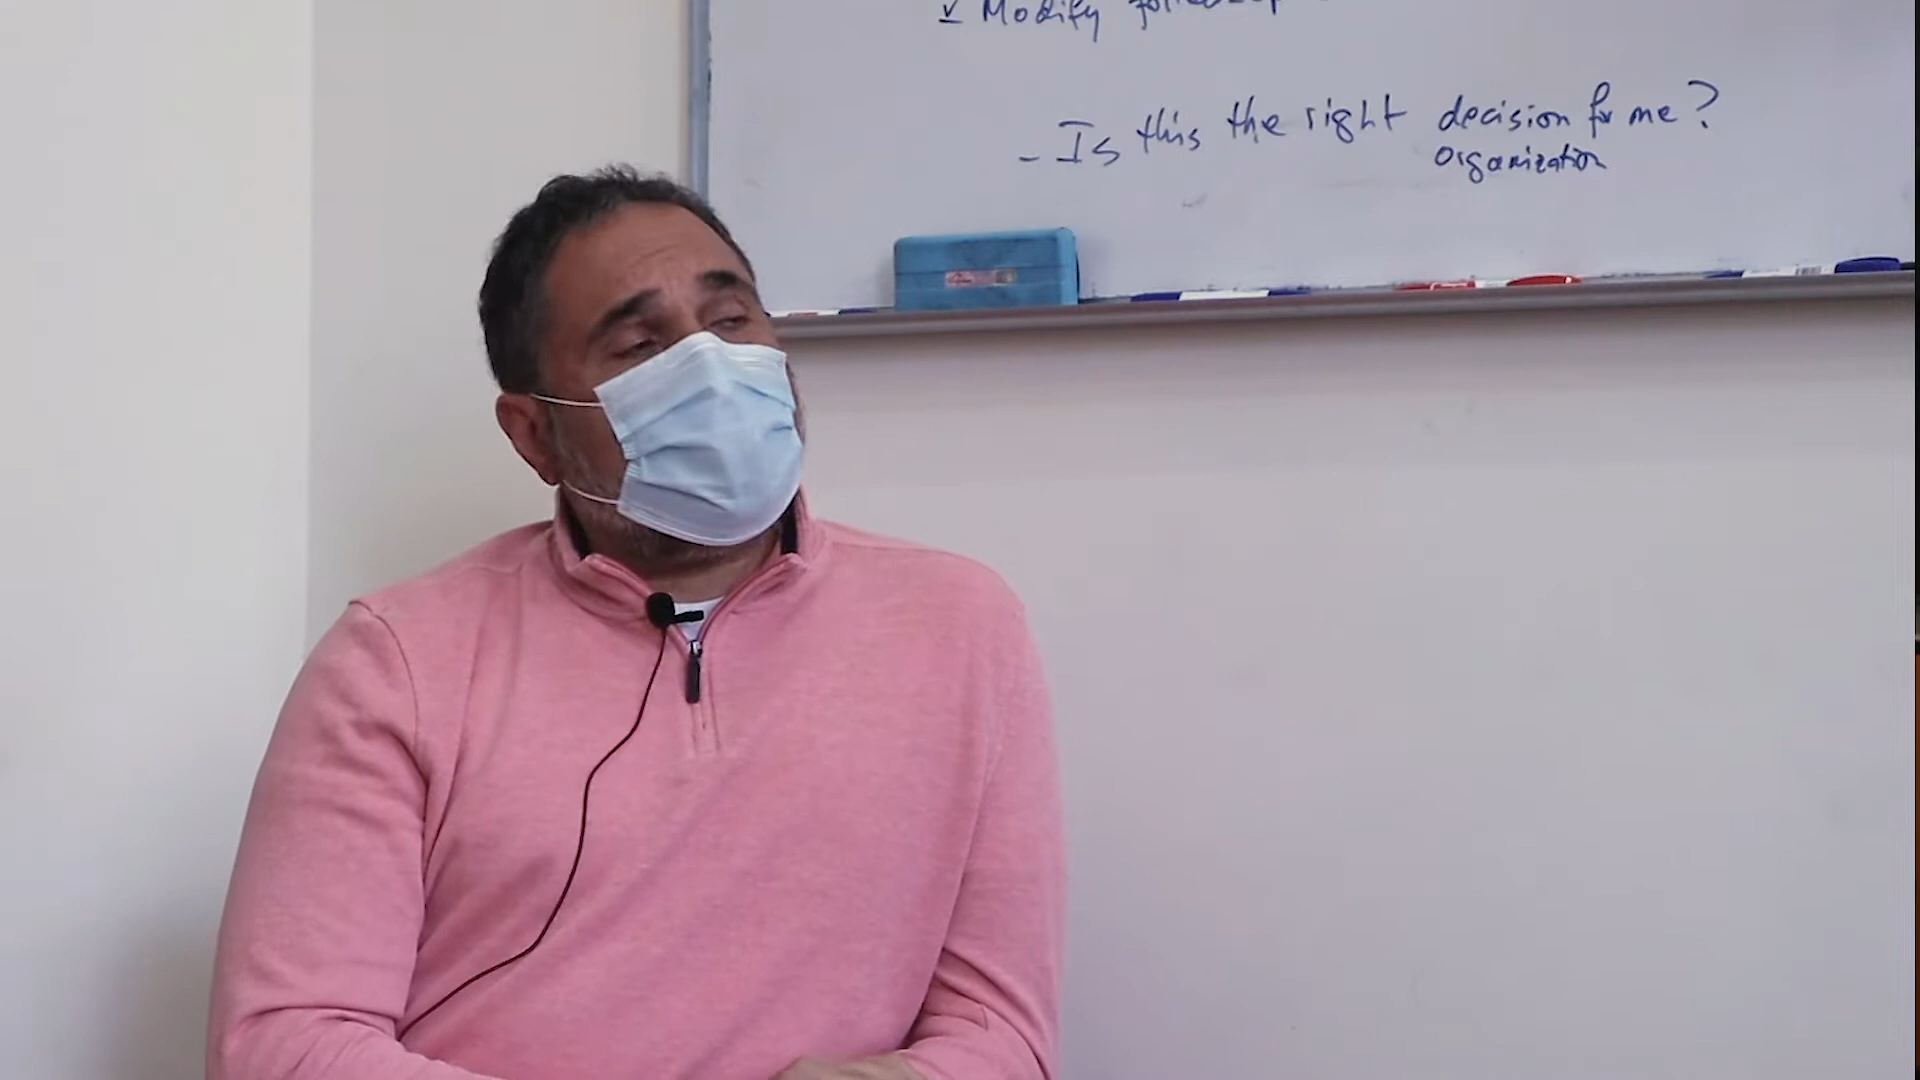 Modify
- Is this the right decision for me?
organization